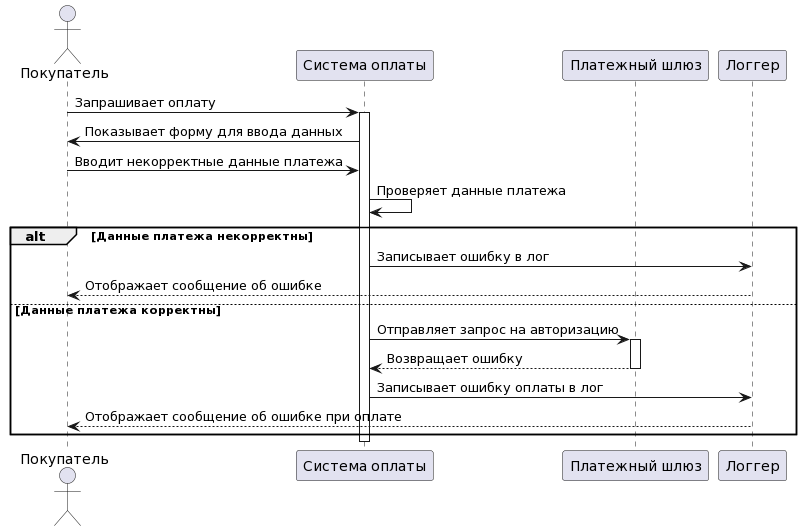 Покупатель
Система оплаты
Платежный шлюз
Логгер
Запрашивает оплату
Показывает форму для ввода данных
Вводит некорректные данные платежа
Проверяет данные платежа
alt
[Данные платежа некорректны]
Записывает ошибку в лог
Отображает сообщение об ошибке
[Данные платежа корректны]
Отправляет запрос на авторизацию
Возвращает ошибку
Записывает ошибку оплаты в лог
Отображает сообщение об ошибке при оплате
Покупатель
Система оплаты
Платежный шлюз
Логгер